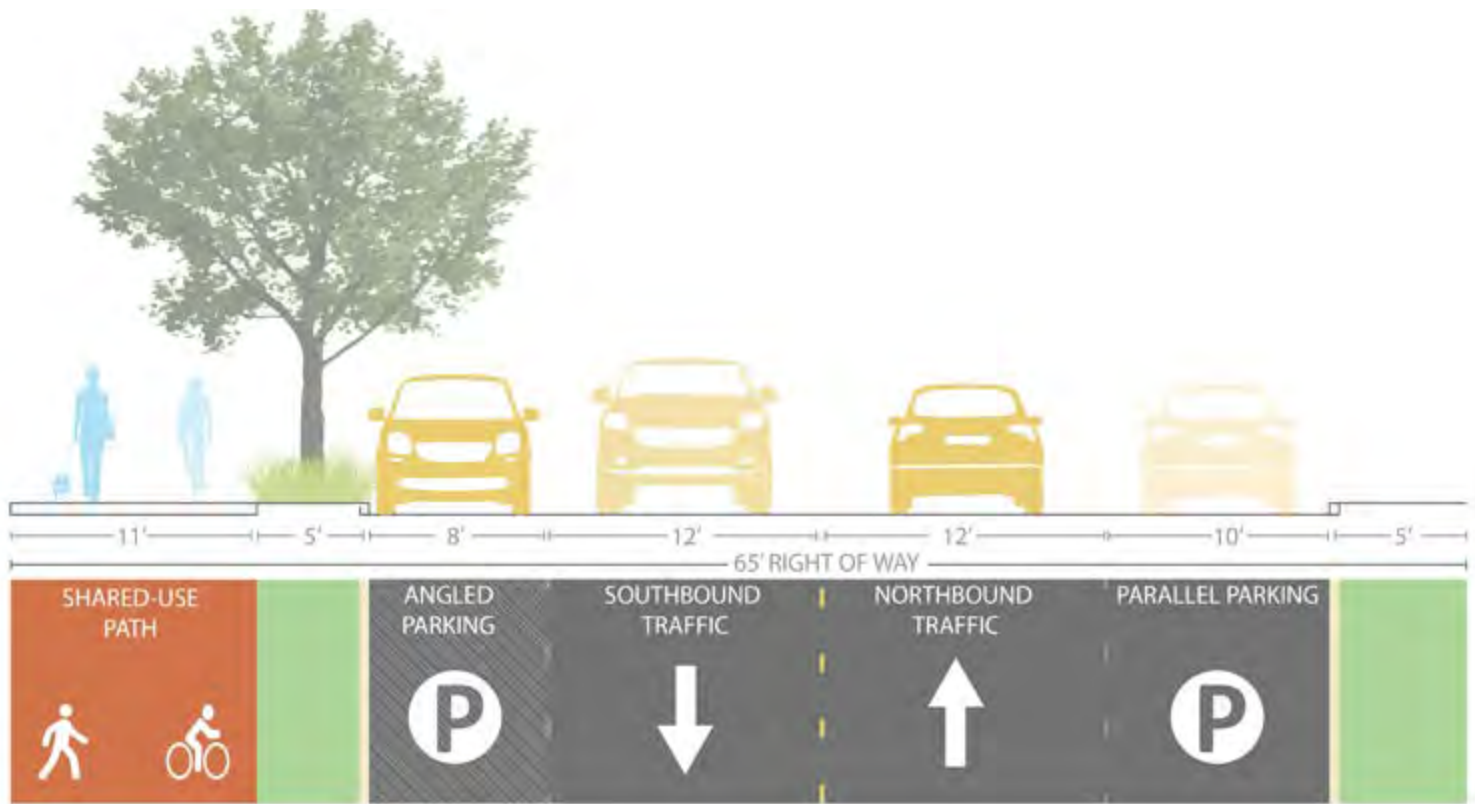 11'
5'
8'
12'
12'
10'
5'
65' RIGHT OF WAY
SHARED-USE
PATH
ANGLED
PARKING
P
SOUTHBOUND
TRAFFIC
NORTHBOUND
TRAFFIC
PARALLEL PARKING
P